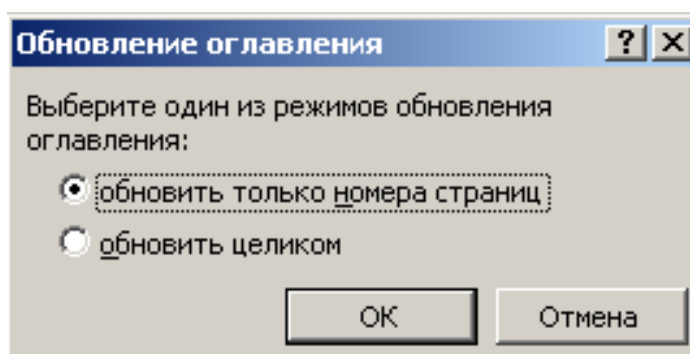 Обновление оглавления
Выберите один из режимов обновления
оглавления:
обновить только номера страниц
обновить целиком
ОК Отмена